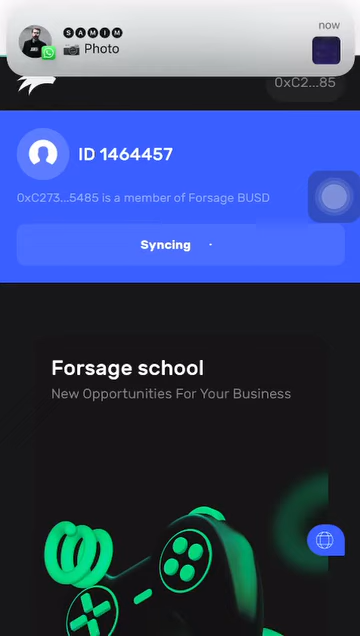 now
🅢🅐🅜🅘🅜
📷 Photo
0xC2...85
ID 1464457
0xC273...5485 is a member of Forsage BUSD
Syncing
Forsage school
New Opportunities For Your Business